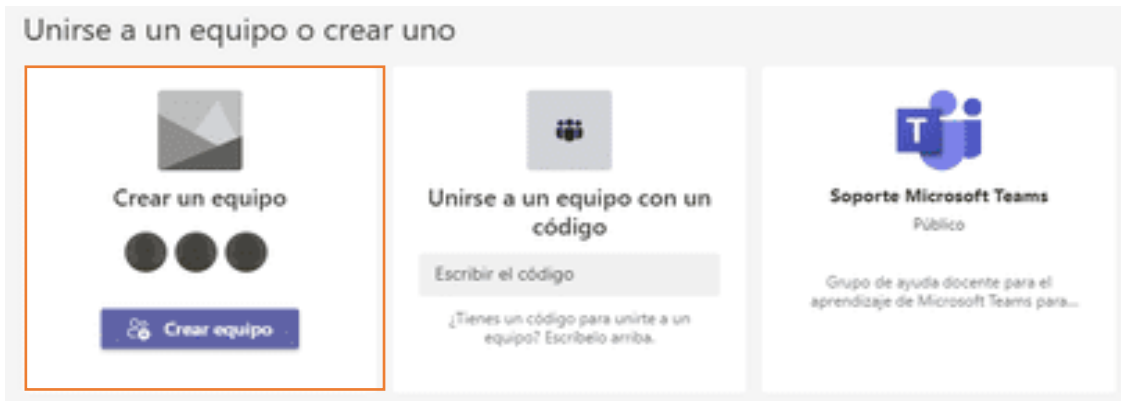 Unirse a un equipo o crear uno
Crear un equipo
Crear equipo
Unirse a un equipo con un
código
Escribir el código
¿Tienes un código para unirte a un
equipo? Escríbelo arriba.
T
Soporte Microsoft Teams
Público
Grupo de ayuda docente para el
aprendizaje de Microsoft Teams para...